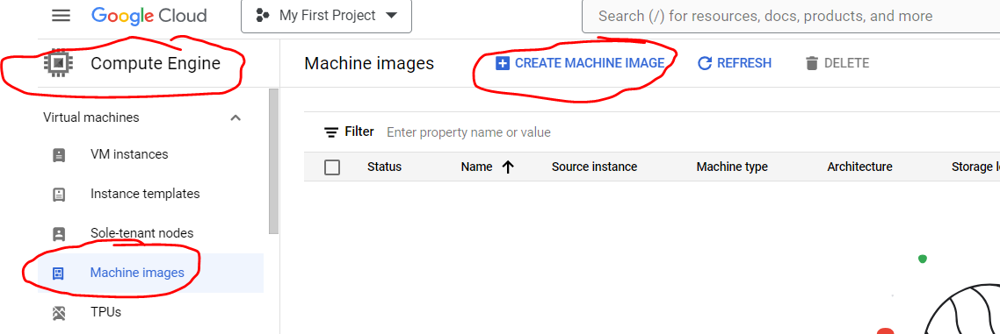 Google Cloud
My First Project
Search (/) for resources, docs, products, and more
Compute Engine
Machine images
CREATE MACHINE IMAGE
REFRESH
DELETE
Virtual machines
VM instances
Instance templates
Sole-tenant nodes
Machine images
TPUs
Filter
Enter property name or value
Status
Name
Source instance
Machine type
Architecture
Storage l